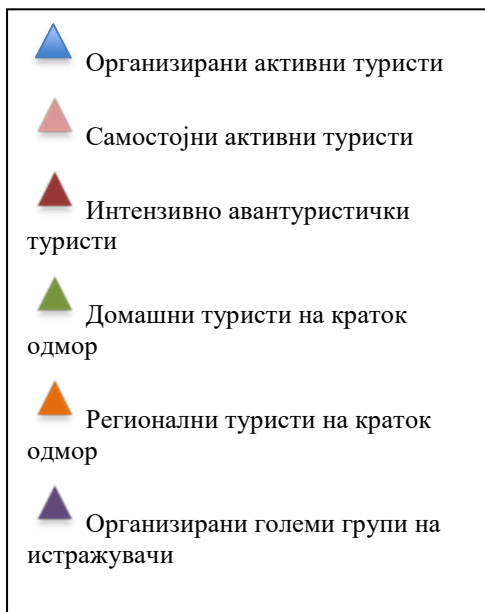 Организирани активни туристи
Самостојни активни туристи
Интензивно авантуристички
туристи
Домашни туристи на краток
одмор
Регионални туристи на краток
одмор
Организирани големи групи на
истражувачи